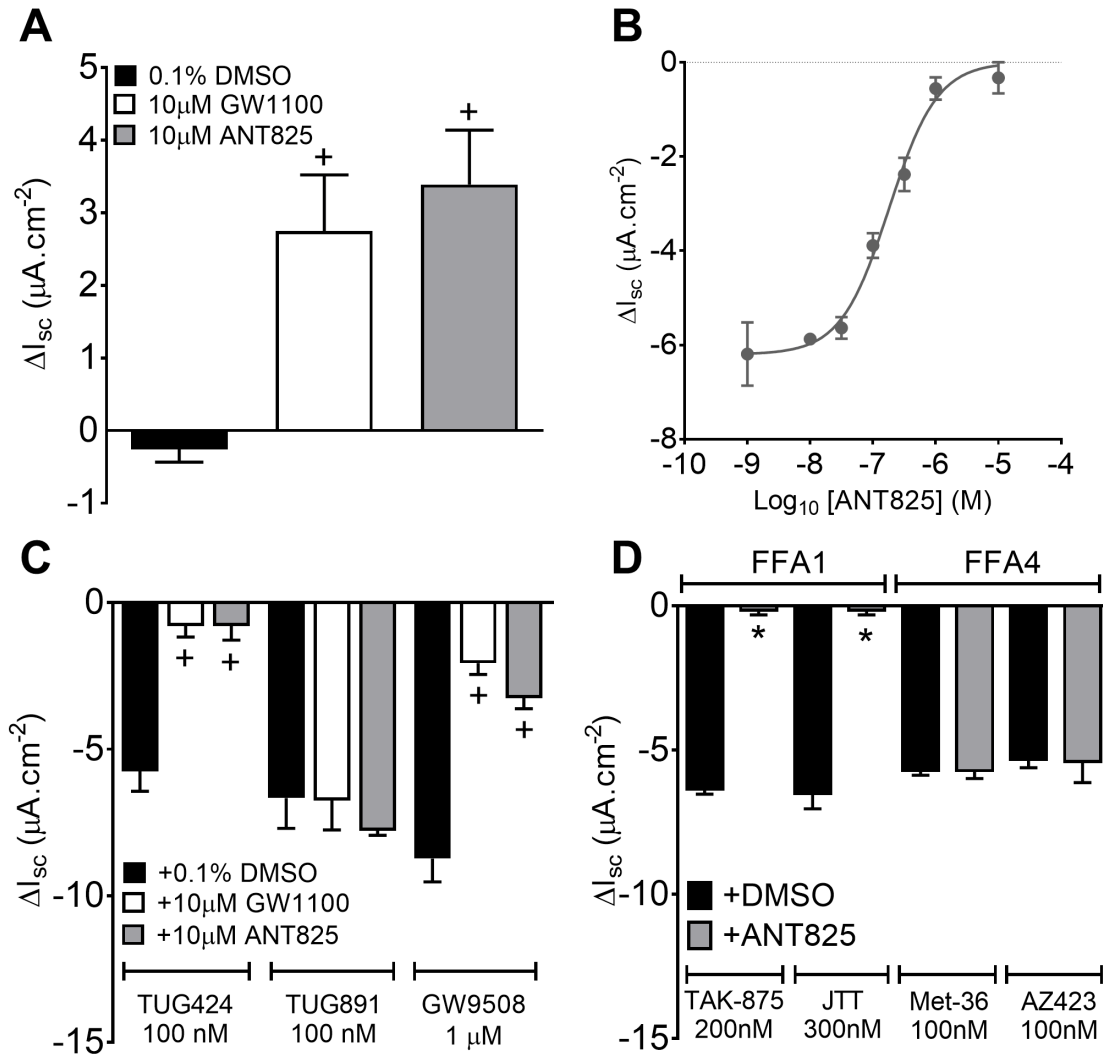 A
5
4
3
2
1
0
-1
ΔIsc (μA.cm-2)
0.1% DMSO
10μM GW1100
10μM ANT825
+
+
B
0
-2
-4
-6
-8
ΔIsc (μA.cm-2)
-10 -9 -8 -7 -6 -5 -4
Log10 [ANT825] (M)
C
0
-5
-10
-15
ΔIsc (μA.cm-2)
+ + + +
+0.1% DMSO
+10μM GW1100
+10μM ANT825
TUG424 TUG891 GW9508
100 nM 100 nM 1 μM
D
FFA1 FFA4
0
-5
-10
-15
ΔIsc (μA.cm-2)
* *
+DMSO
+ANT825
TAK-875 JTT Met-36 AZ423
200nM 300nM 100nM 100nM